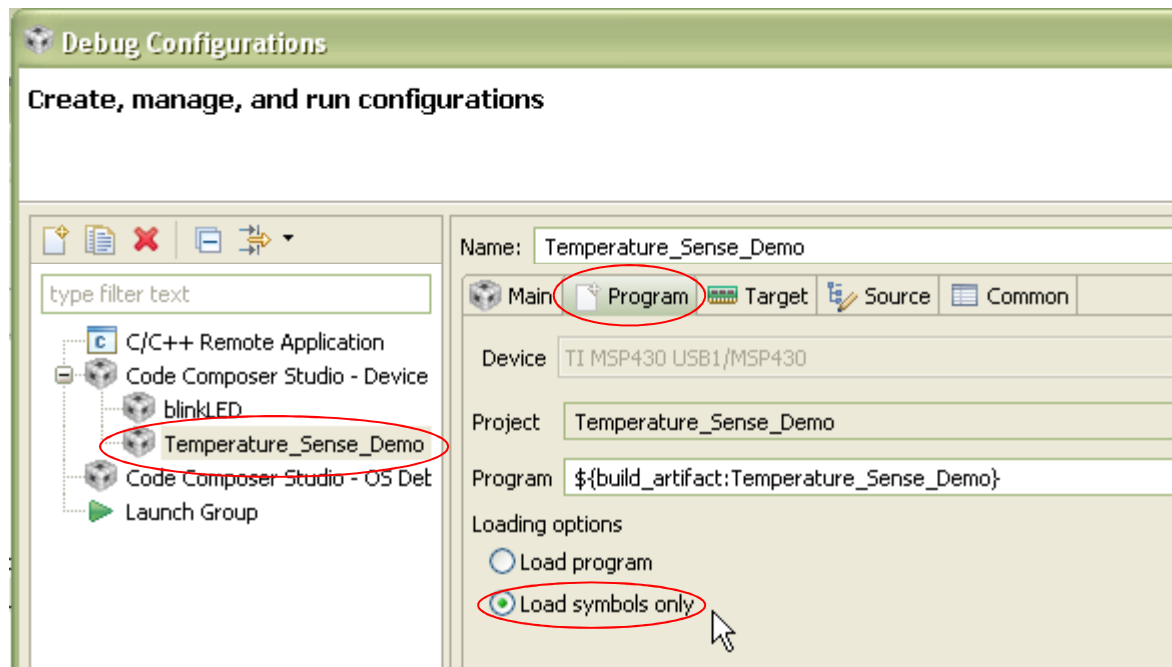 Debug Configurations
Create, manage, and run configurations
type filter text
C/C++ Remote Application
Code Composer Studio - Device
blinkLED
Temperature_Sense_Demo
Code Composer Studio - OS Deb
Launch Group
Name: Temperature_Sense_Demo
Main Program Target Source Common
Device TI MSP430 USB1/MSP430
Project Temperature_Sense_Demo
Program ${build_artifact:Temperature_Sense_Demo}
Loading options
Load program
Load symbols only